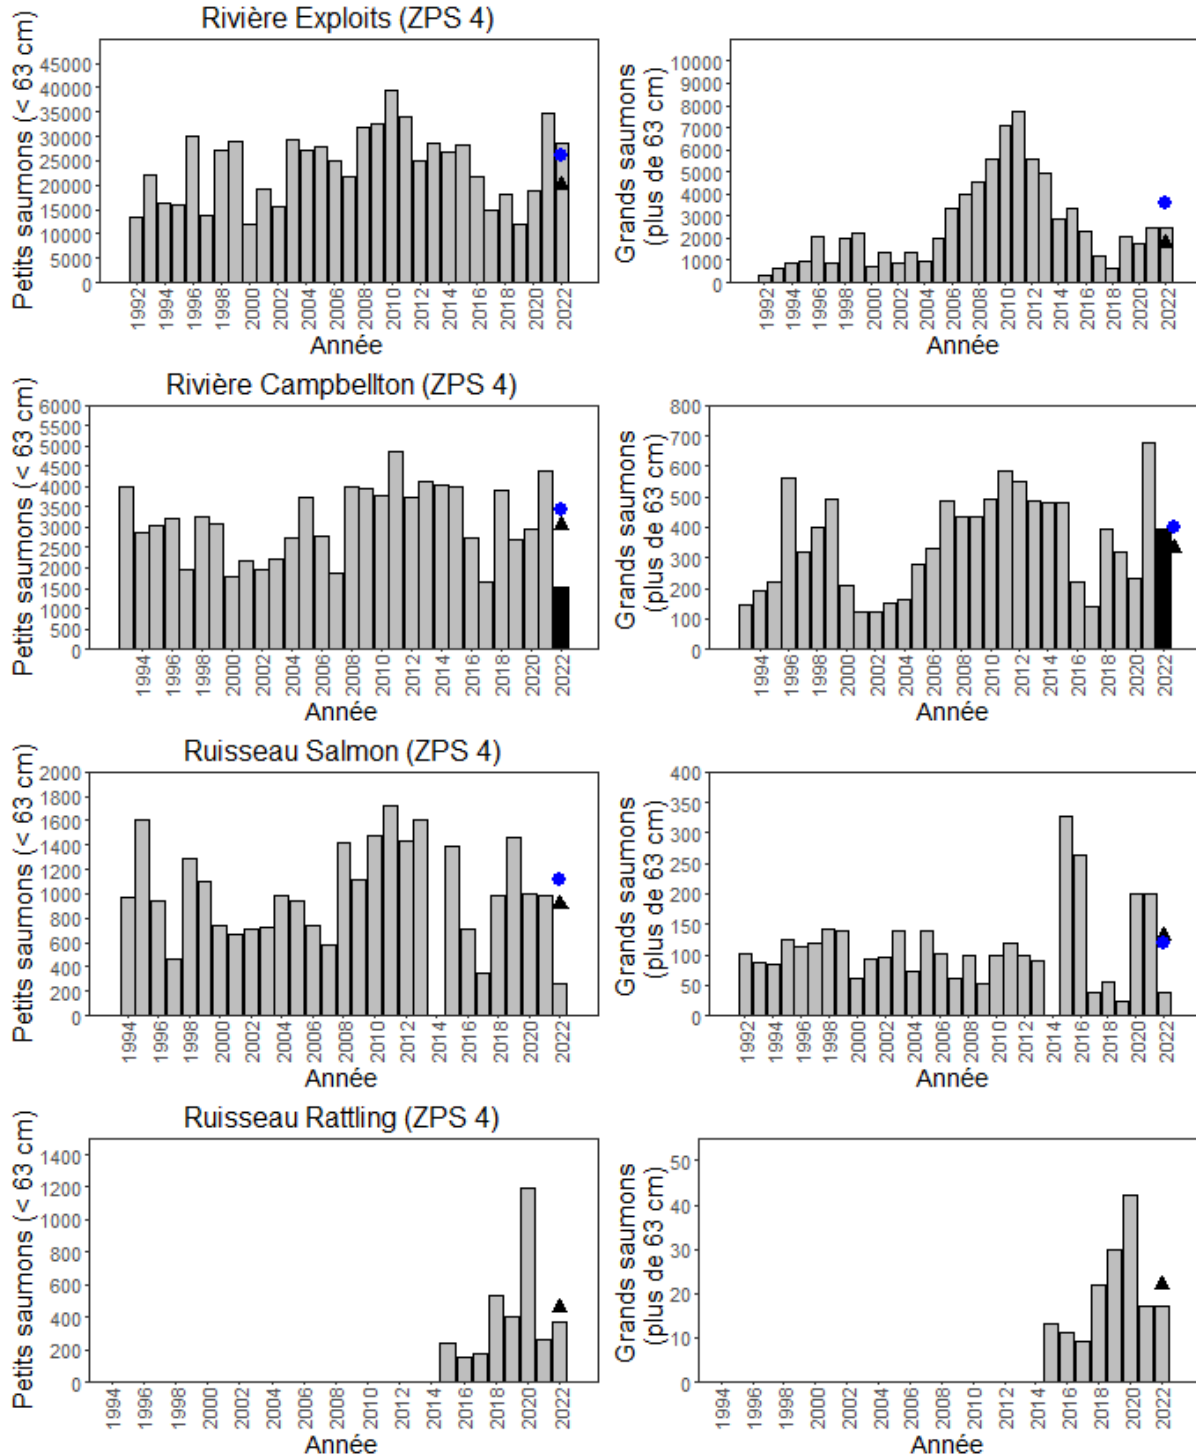 Rivière Exploits (ZPS 4)
Petits saumons (< 63 cm)
45000
40000
35000
30000
25000
20000
15000
10000
5000
0
1992 1994 1996 1998 2000 2002 2004 2006 2008 2010 2012 2014 2016 2018 2020 2022
Année
Grands saumons
(plus de 63 cm)
10000
9000
8000
7000
6000
5000
4000
3000
2000
1000
0
1992 1994 1996 1998 2000 2002 2004 2006 2008 2010 2012 2014 2016 2018 2020 2022
Année
Rivière Campbellton (ZPS 4)
Petits saumons (< 63 cm)
6000
5500
5000
4500
4000
3500
3000
2500
2000
1500
1000
500
0
1994 1996 1998 2000 2002 2004 2006 2008 2010 2012 2014 2016 2018 2020 2022
Année
Grands saumons
(plus de 63 cm)
800
700
600
500
400
300
200
100
0
1994 1996 1998 2000 2002 2004 2006 2008 2010 2012 2014 2016 2018 2020 2022
Année
Ruisseau Salmon (ZPS 4)
Petits saumons (< 63 cm)
2000
1800
1600
1400
1200
1000
800
600
400
200
0
1994 1996 1998 2000 2002 2004 2006 2008 2010 2012 2014 2016 2018 2020 2022
Année
Grands saumons
(plus de 63 cm)
400
350
300
250
200
150
100
50
0
1992 1994 1996 1998 2000 2002 2004 2006 2008 2010 2012 2014 2016 2018 2020 2022
Année
Ruisseau Rattling (ZPS 4)
Petits saumons (< 63 cm)
1400
1200
1000
800
600
400
200
0
1994 1996 1998 2000 2002 2004 2006 2008 2010 2012 2014 2016 2018 2020 2022
Année
Grands saumons
(plus de 63 cm)
50
40
30
20
10
0
1994 1996 1998 2000 2002 2004 2006 2008 2010 2012 2014 2016 2018 2020 2022
Année